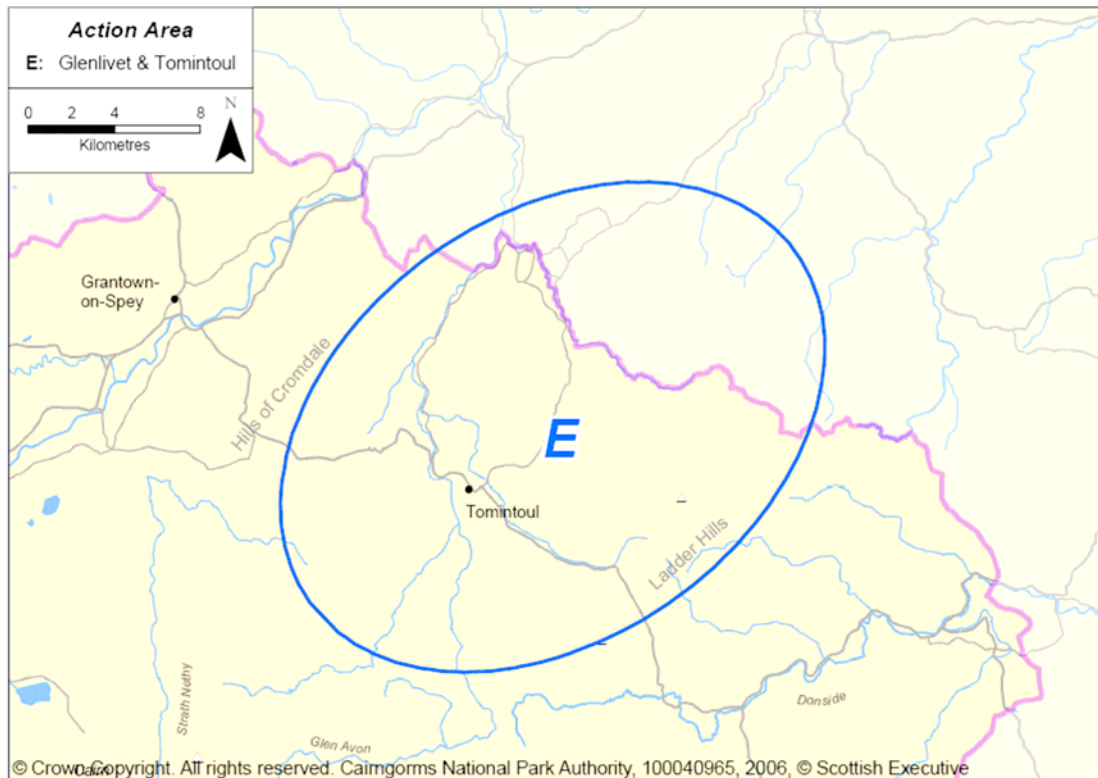 Action Area
E: Glenlivet & Tomintoul
0 2 4 8
N
Kilometres
Grantown-
on-Spey
Hills of Cromdale
E
Tomintoul
Ladder Hills
Strath Nethy
Donside
Glen Avon
Cairn
© Crown Copyright. All rights reserved. Cairngorms National Park Authority, 100040965, 2006, © Scottish Executive